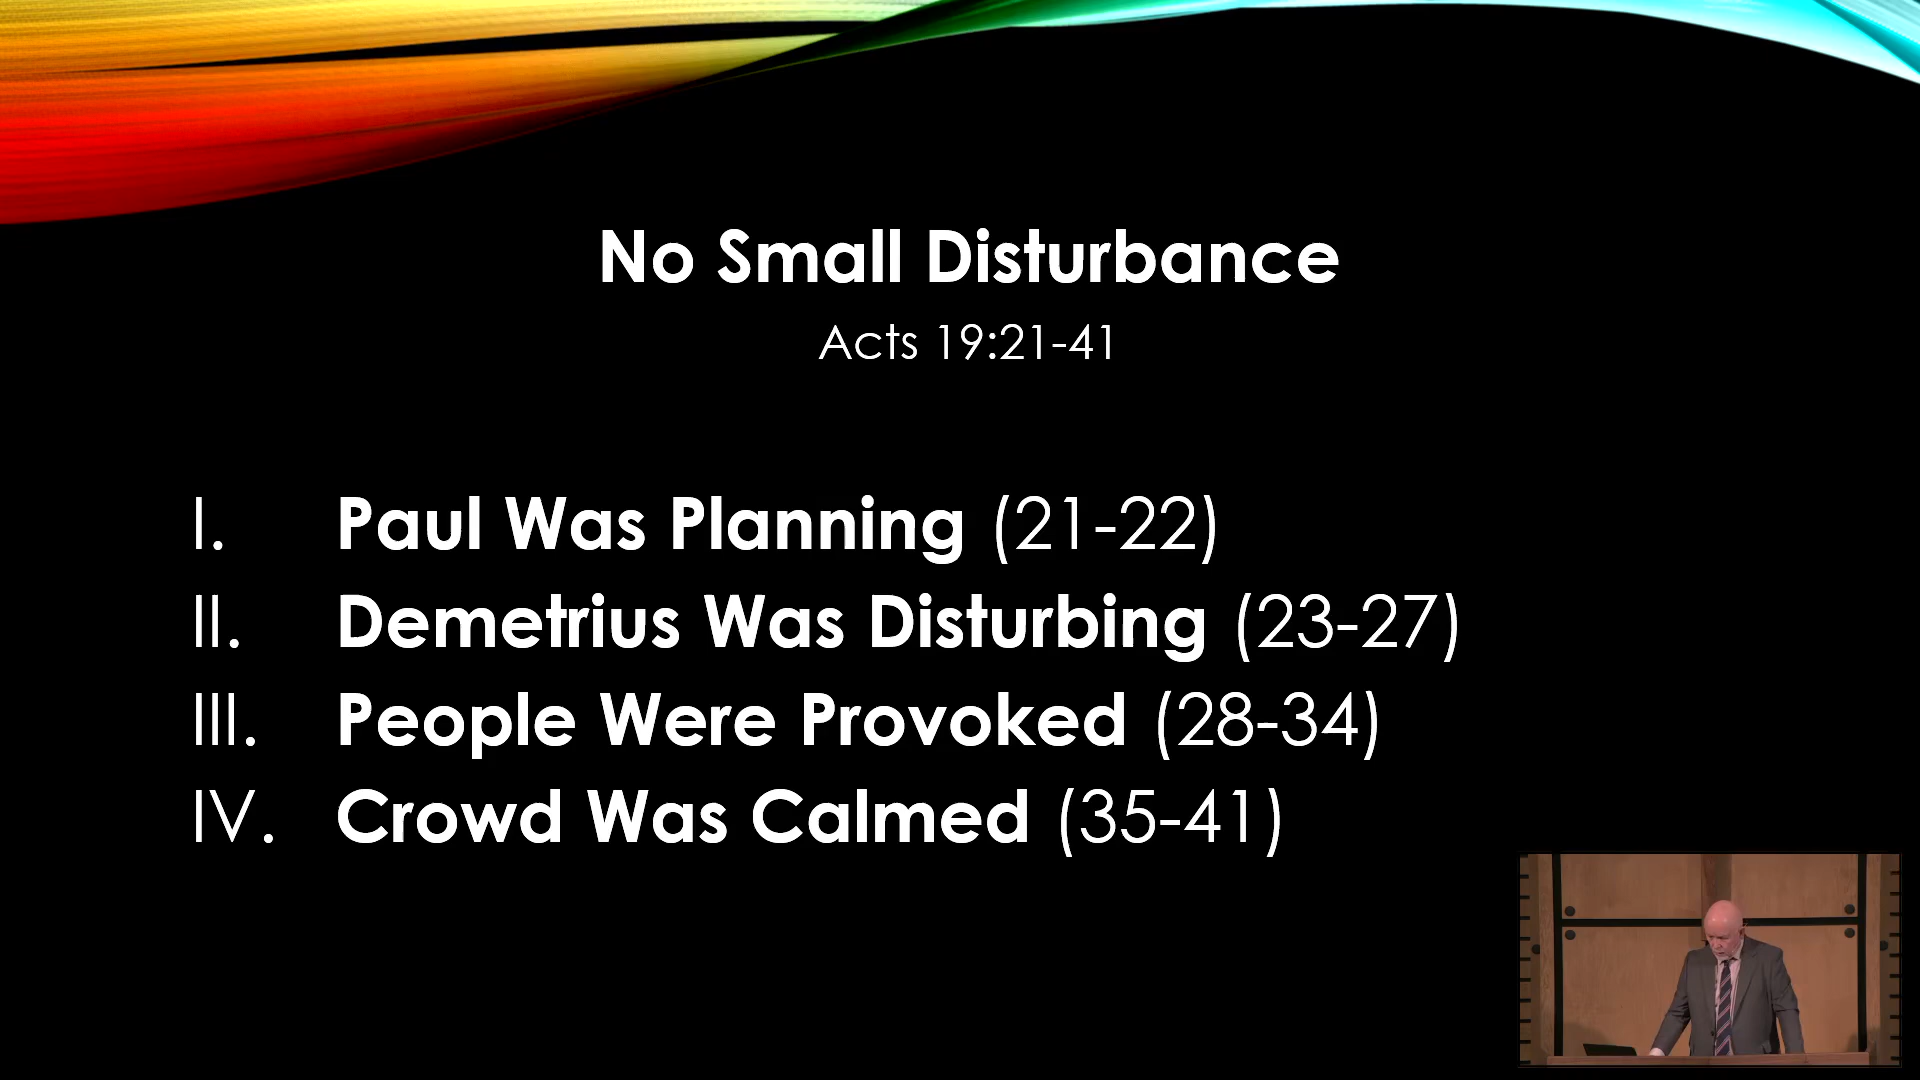 No Small Disturbance
Acts 19:21-41
I. Paul Was Planning (21-22)
II. Demetrius Was Disturbing (23-27)
III. People Were Provoked (28-34)
IV. Crowd Was Calmed (35-41)